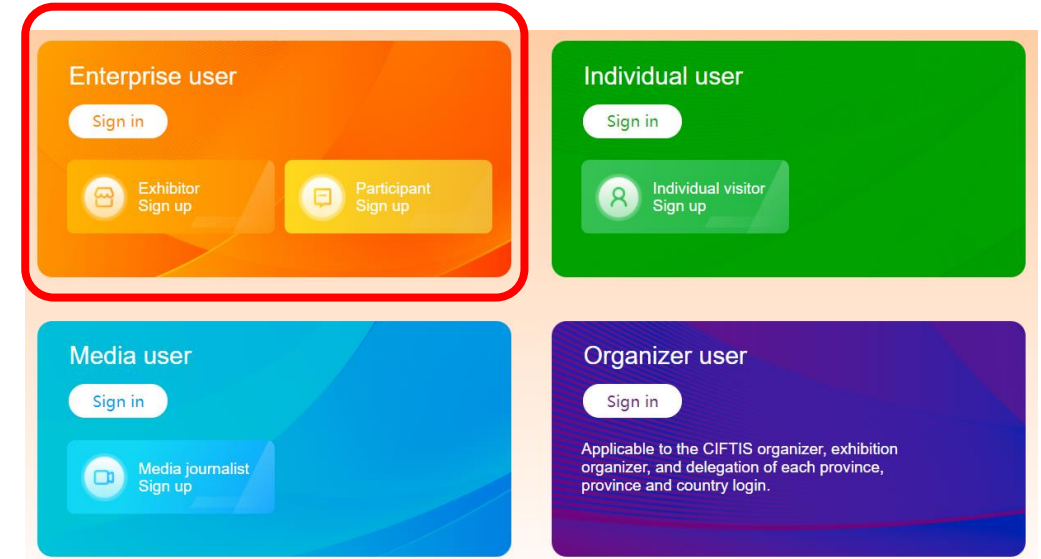 Enterprise user
Sign in
Exhibitor
Sign up
Participant
Sign up
Individual user
Sign in
Individual visitor
Sign up
Media user
Sign in
Media journalist
Sign up
Organizer user
Sign in
Applicable to the CIFTIS organizer, exhibition
organizer, and delegation of each province,
province and country login.